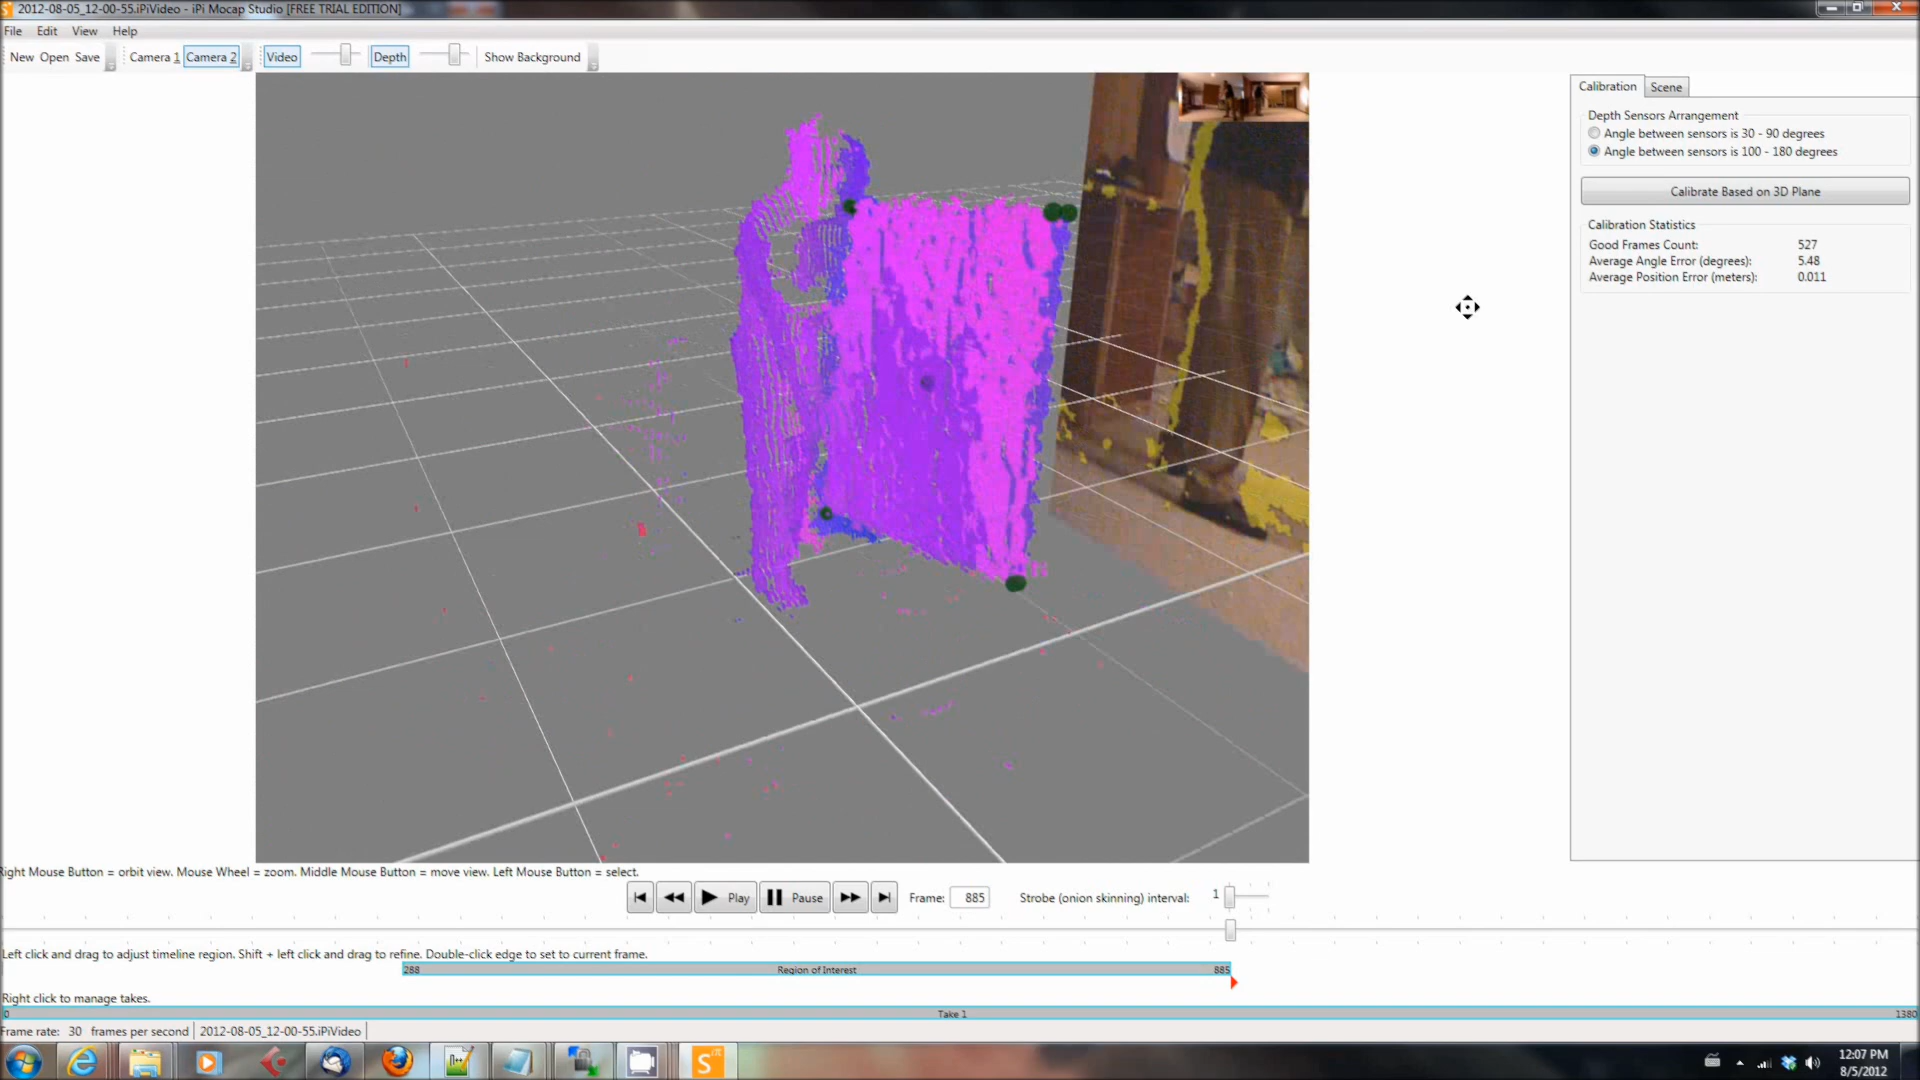 2012-08-05_12-00-55.iPiVideo - iPi Mocap Studio [FREE TRIAL EDITION]
File Edit View Help
New Open Save Camera 1 Camera 2 Video Depth Show Background
Calibration Scene
Depth Sensors Arrangement
Angle between sensors is 30 - 90 degrees
Angle between sensors is 100 - 180 degrees
Calibrate Based on 3D Plane
Calibration Statistics
Good Frames Count: 527
Average Angle Error (degrees): 5.48
Average Position Error (meters): 0.011
Right Mouse Button = orbit view. Mouse Wheel = zoom. Middle Mouse Button = move view. Left Mouse Button = select.
Play Pause Frame: 885 Strobe (onion skinning) interval: 1
Left click and drag to adjust timeline region. Shift + left click and drag to refine. Double-click edge to set to current frame.
288 Region of Interest 885
Right click to manage takes.
0 Take 1 1380
Frame rate: 30 frames per second 2012-08-05_12-00-55.iPiVideo
12:07 PM
8/5/2012